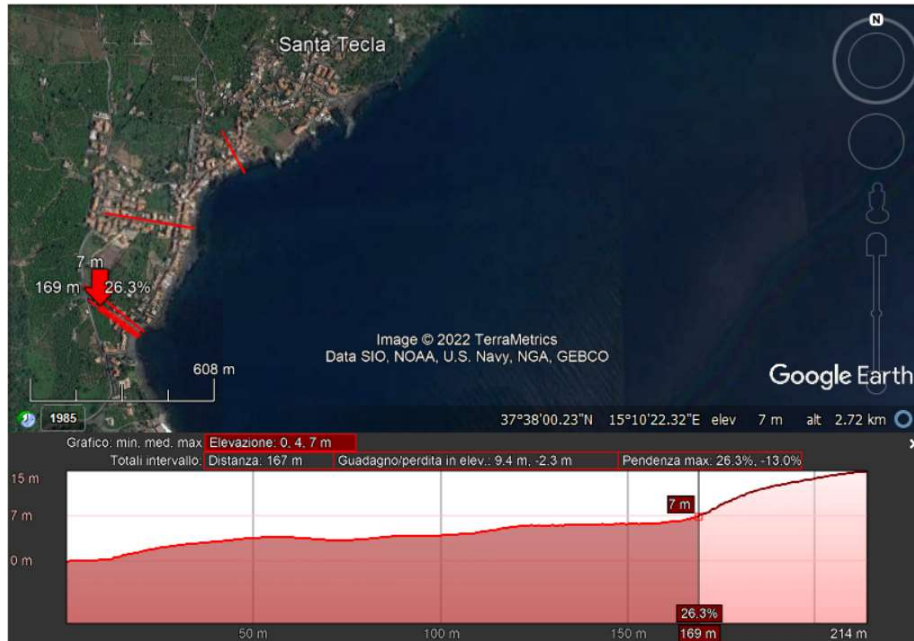 Santa Tecla
N
7 m
169 m 26.3%
Image © 2022 TerraMetrics
Data SIO, NOAA, U.S. Navy, NGA, GEBCO
608 m
Google Earth
1985 37°38'00.23"N 15°10'22.32"E elev 7 m alt 2.72 km
Grafico: min. med. max Elevazione: 0, 4, 7 m x
Totali intervallo: Distanza: 167 m Guadagno/perdita in elev.: 9.4 m, -2.3 m Pendenza max: 26.3%, -13.0%
15 m
7 m 7 m
0 m
26.3%
50 m 100 m 150 m 169 m 214 m